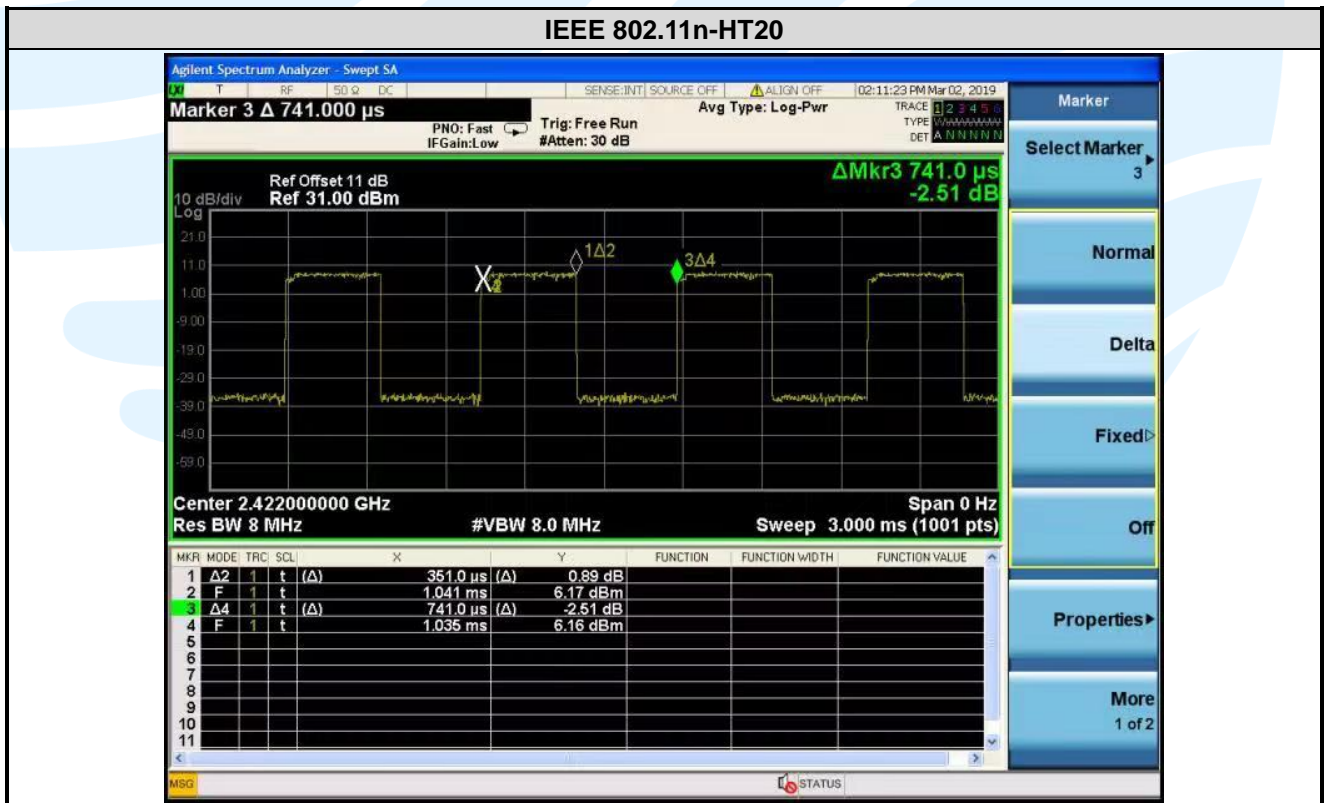 IEEE 802.11n-HT20
Agilent Spectrum Analyzer - Swept SA
LXI T RF 50 Ω DC SENSE:INT SOURCE OFF ALIGN OFF 02:11:23 PM Mar 02, 2019
Marker 3 Δ 741.000 µs
Avg Type: Log-Pwr
TRACE 1 2 3 4 5 6
TYPE
DET A N N N N N
PNO: Fast
IFGain:Low
Trig: Free Run
#Atten: 30 dB
ΔMkr3 741.0 µs
-2.51 dB
Ref Offset 11 dB
Ref 31.00 dBm
10 dB/div
Log
21.0
11.0
1.00
-9.00
-19.0
-29.0
-39.0
-49.0
-59.0
1Δ2
3Δ4
X
Center 2.422000000 GHz
Span 0 Hz
Res BW 8 MHz
#VBW 8.0 MHz
Sweep 3.000 ms (1001 pts)
MKR MODE TRC SCL X Y FUNCTION FUNCTION WIDTH FUNCTION VALUE
1 Δ2 1 t (Δ) 351.0 µs (Δ) 0.89 dB
2 F 1 t 1.041 ms 6.17 dBm
3 Δ4 1 t (Δ) 741.0 µs (Δ) -2.51 dB
4 F 1 t 1.035 ms 6.16 dBm
5
6
7
8
9
10
11
MSG
STATUS
Marker
Select Marker
3
Normal
Delta
Fixed
Off
Properties
More
1 of 2